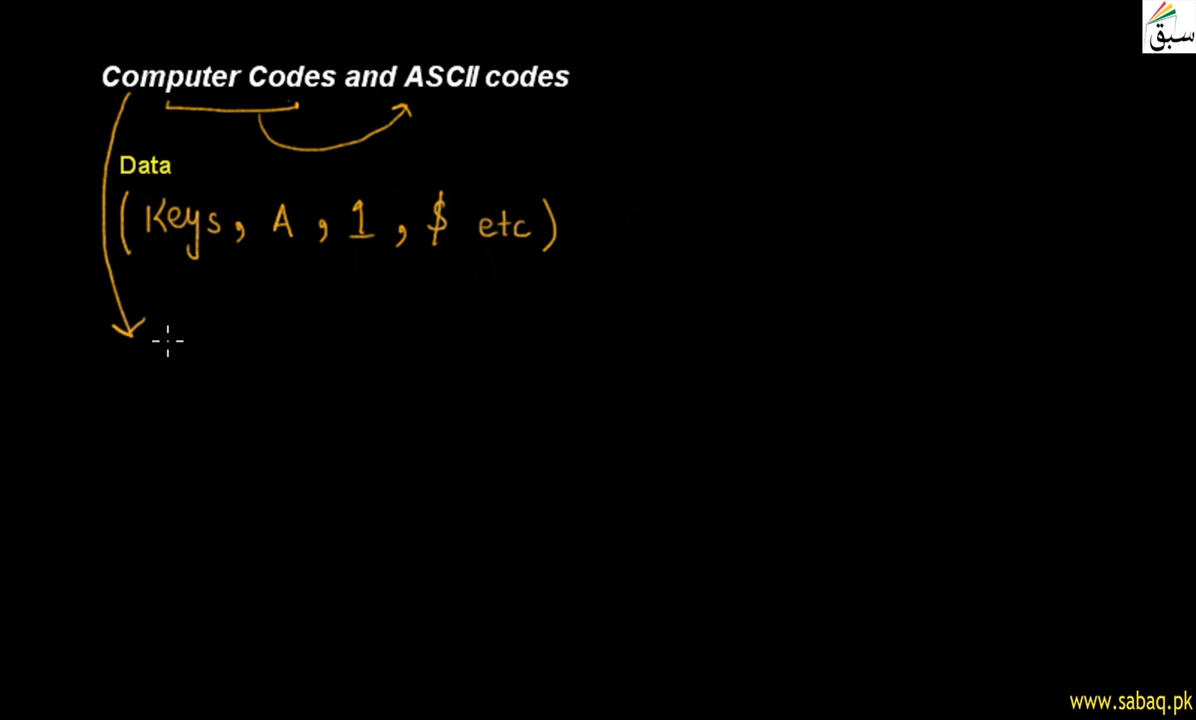 سبق
Computer Codes and ASCII codes
Data
(Keys, A, 1, $ etc)
www.sabaq.pk